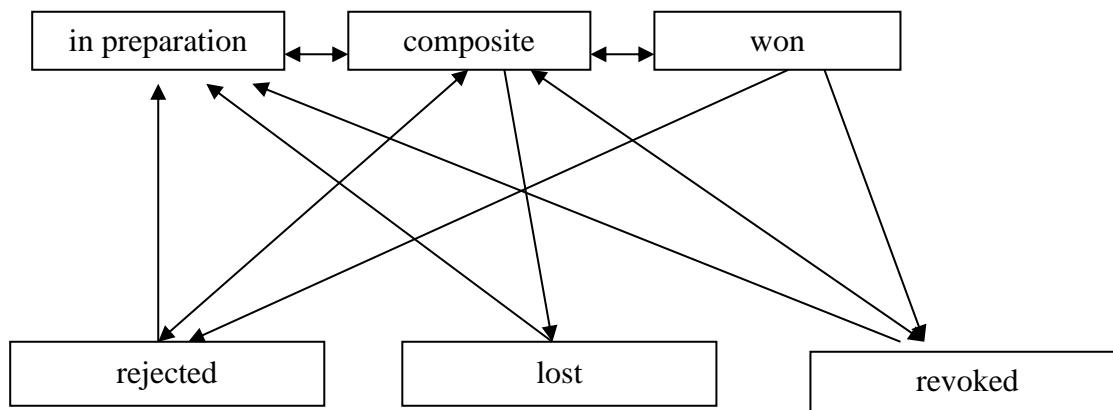 in preparation
composite
won
rejected
lost
revoked